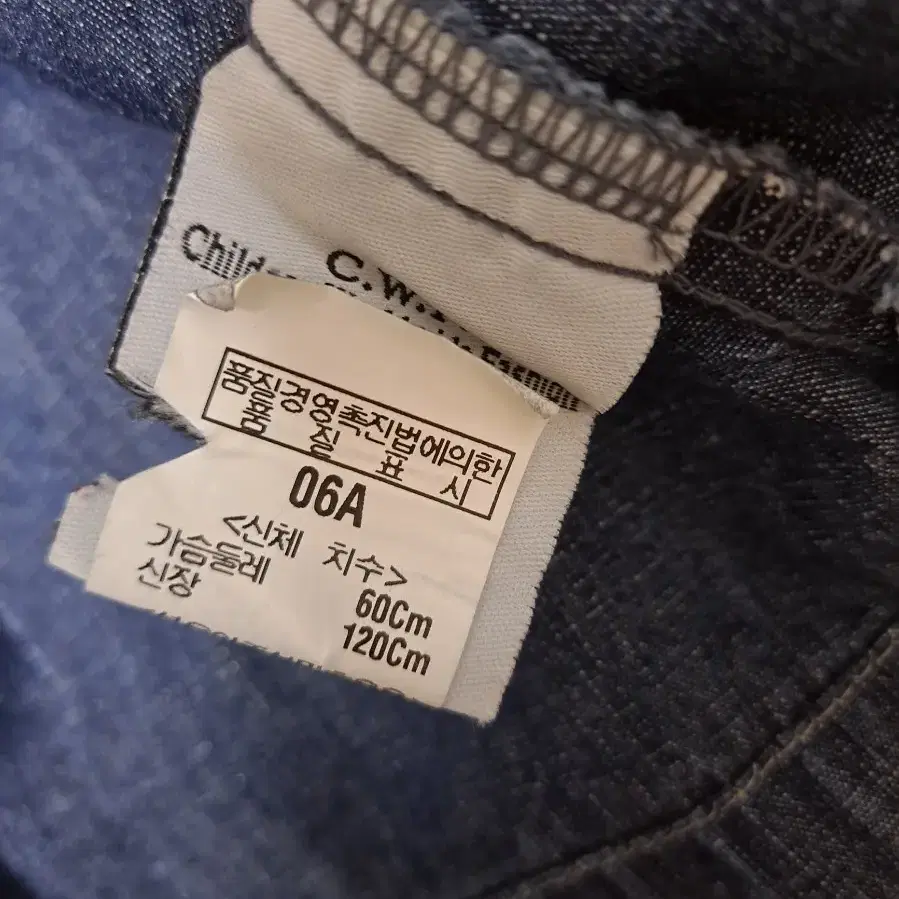 C.W.
품질경영촉진법에의한
품 질 표 시
06A
<신체 치수>
가슴둘레 60Cm
신장 120Cm